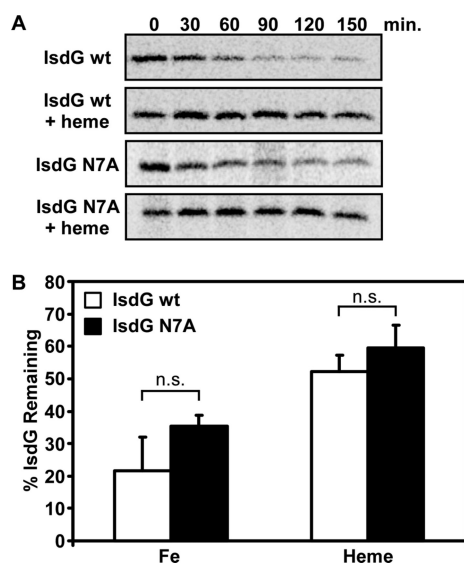 A
0 30 60 90 120 150 min.
IsdG wt
IsdG wt
+ heme
IsdG N7A
IsdG N7A
+ heme
B
80
70
60
50
40
30
20
10
0
% IsdG Remaining
IsdG wt
IsdG N7A
n.s.
n.s.
Fe
Heme